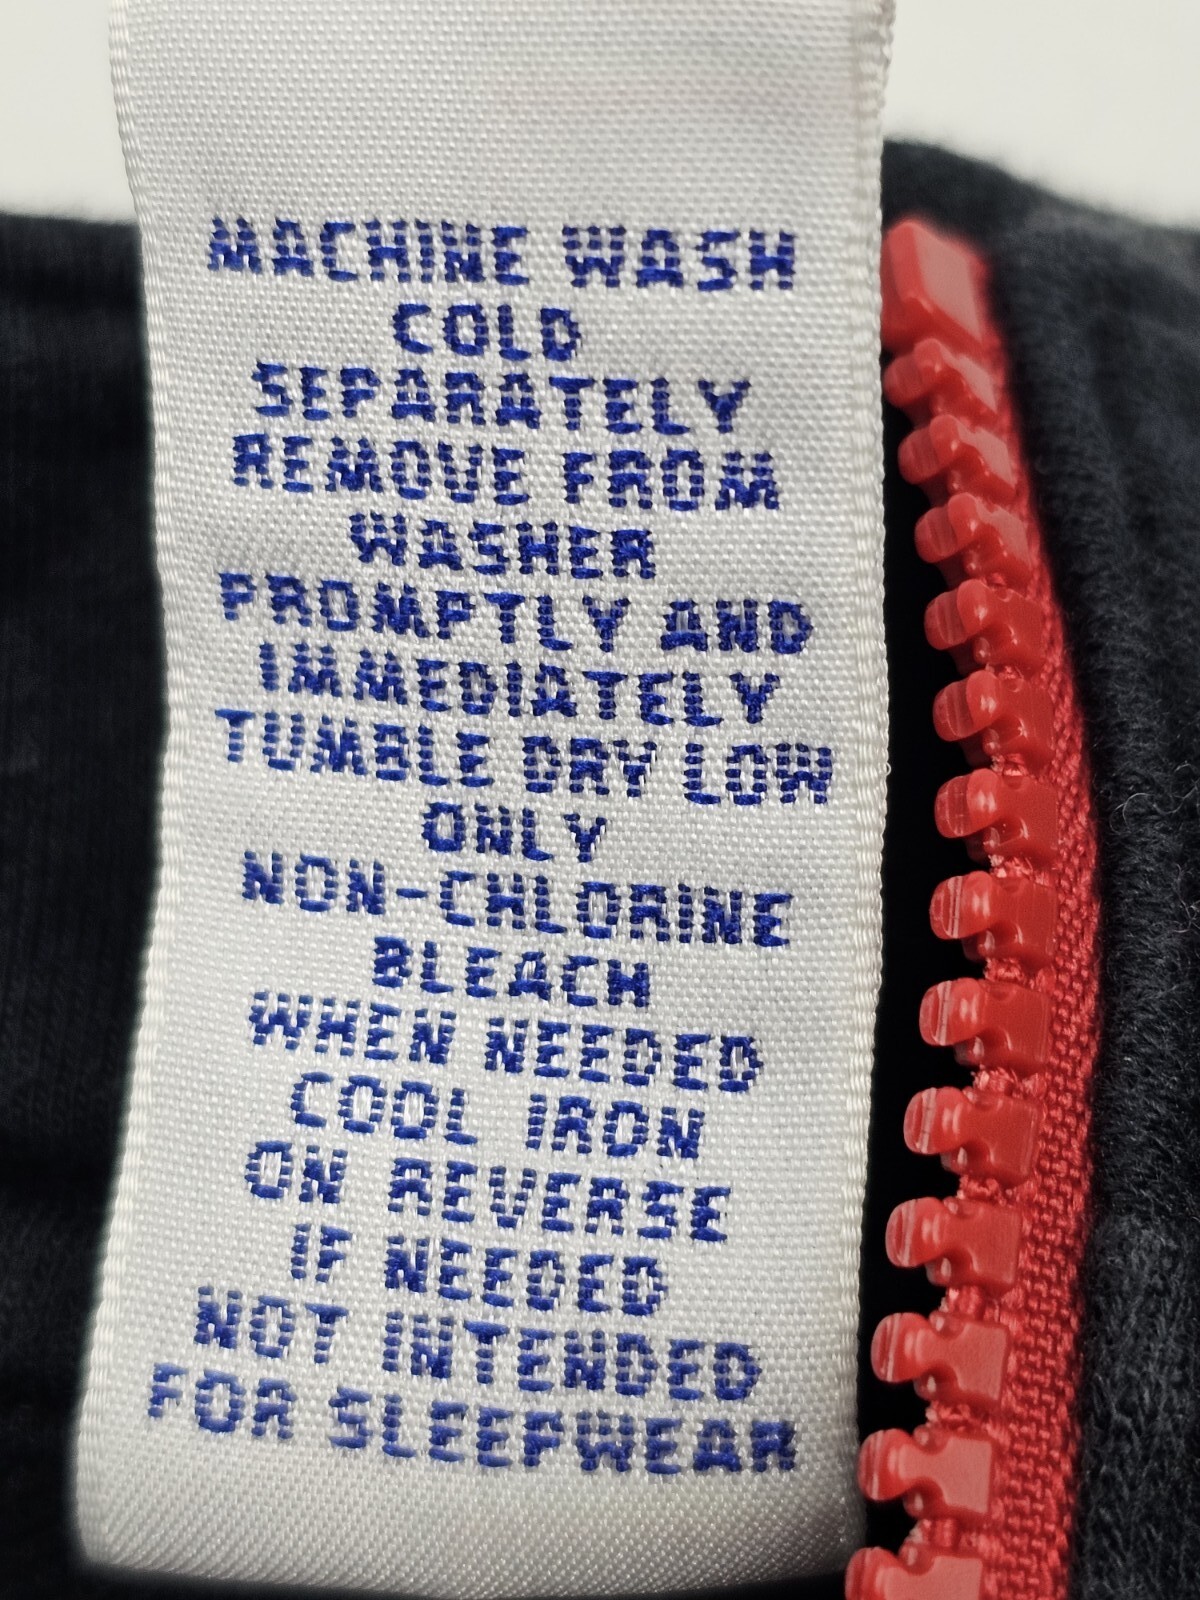 MACHINE WASH
COLD
SEPARATELY
REMOVE FROM
WASHER
PROMPTLY AND
IMMEDIATELY
TUMBLE DRY LOW
ONLY
NON-CHLORINE
BLEACH
WHEN NEEDED
COOL IRON
ON REVERSE
IF NEEDED
NOT INTENDED
FOR SLEEPWEAR